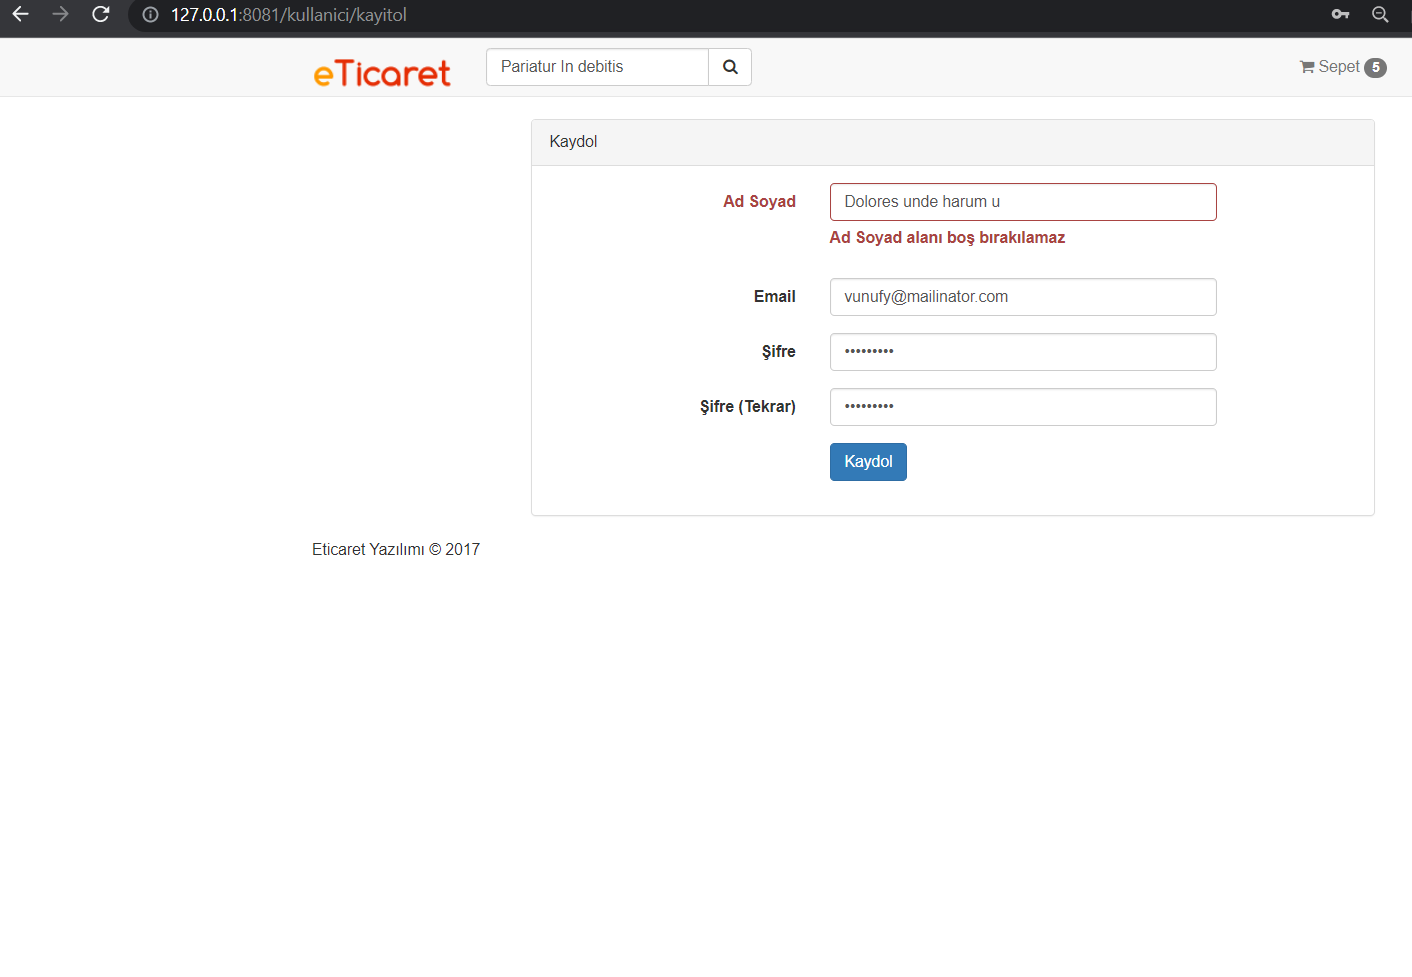 127.0.0.1:8081/kullanici/kayitol
eTicaret
Pariatur In debitis
Sepet 5
Kaydol
Ad Soyad
Dolores unde harum u
Ad Soyad alanı boş bırakılamaz
Email
vunufy@mailinator.com
Şifre
•••••••••
Şifre (Tekrar)
•••••••••
Kaydol
Eticaret Yazılımı © 2017